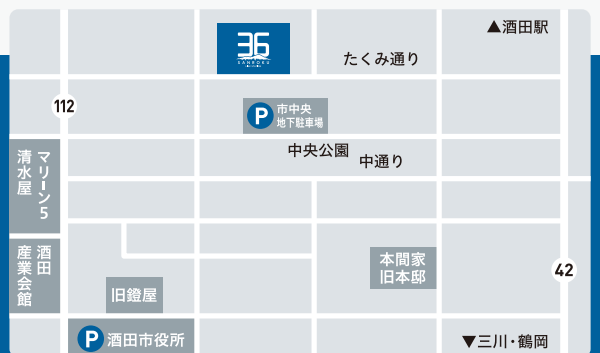 ▲酒田駅
36
SANROKU
たくみ通り
112
P 市中央
地下駐車場
中央公園
中通り
マリーン5
清水屋
酒田
産業会館
本間家
旧本邸
42
旧鐙屋
P 酒田市役所
▼三川・鶴岡